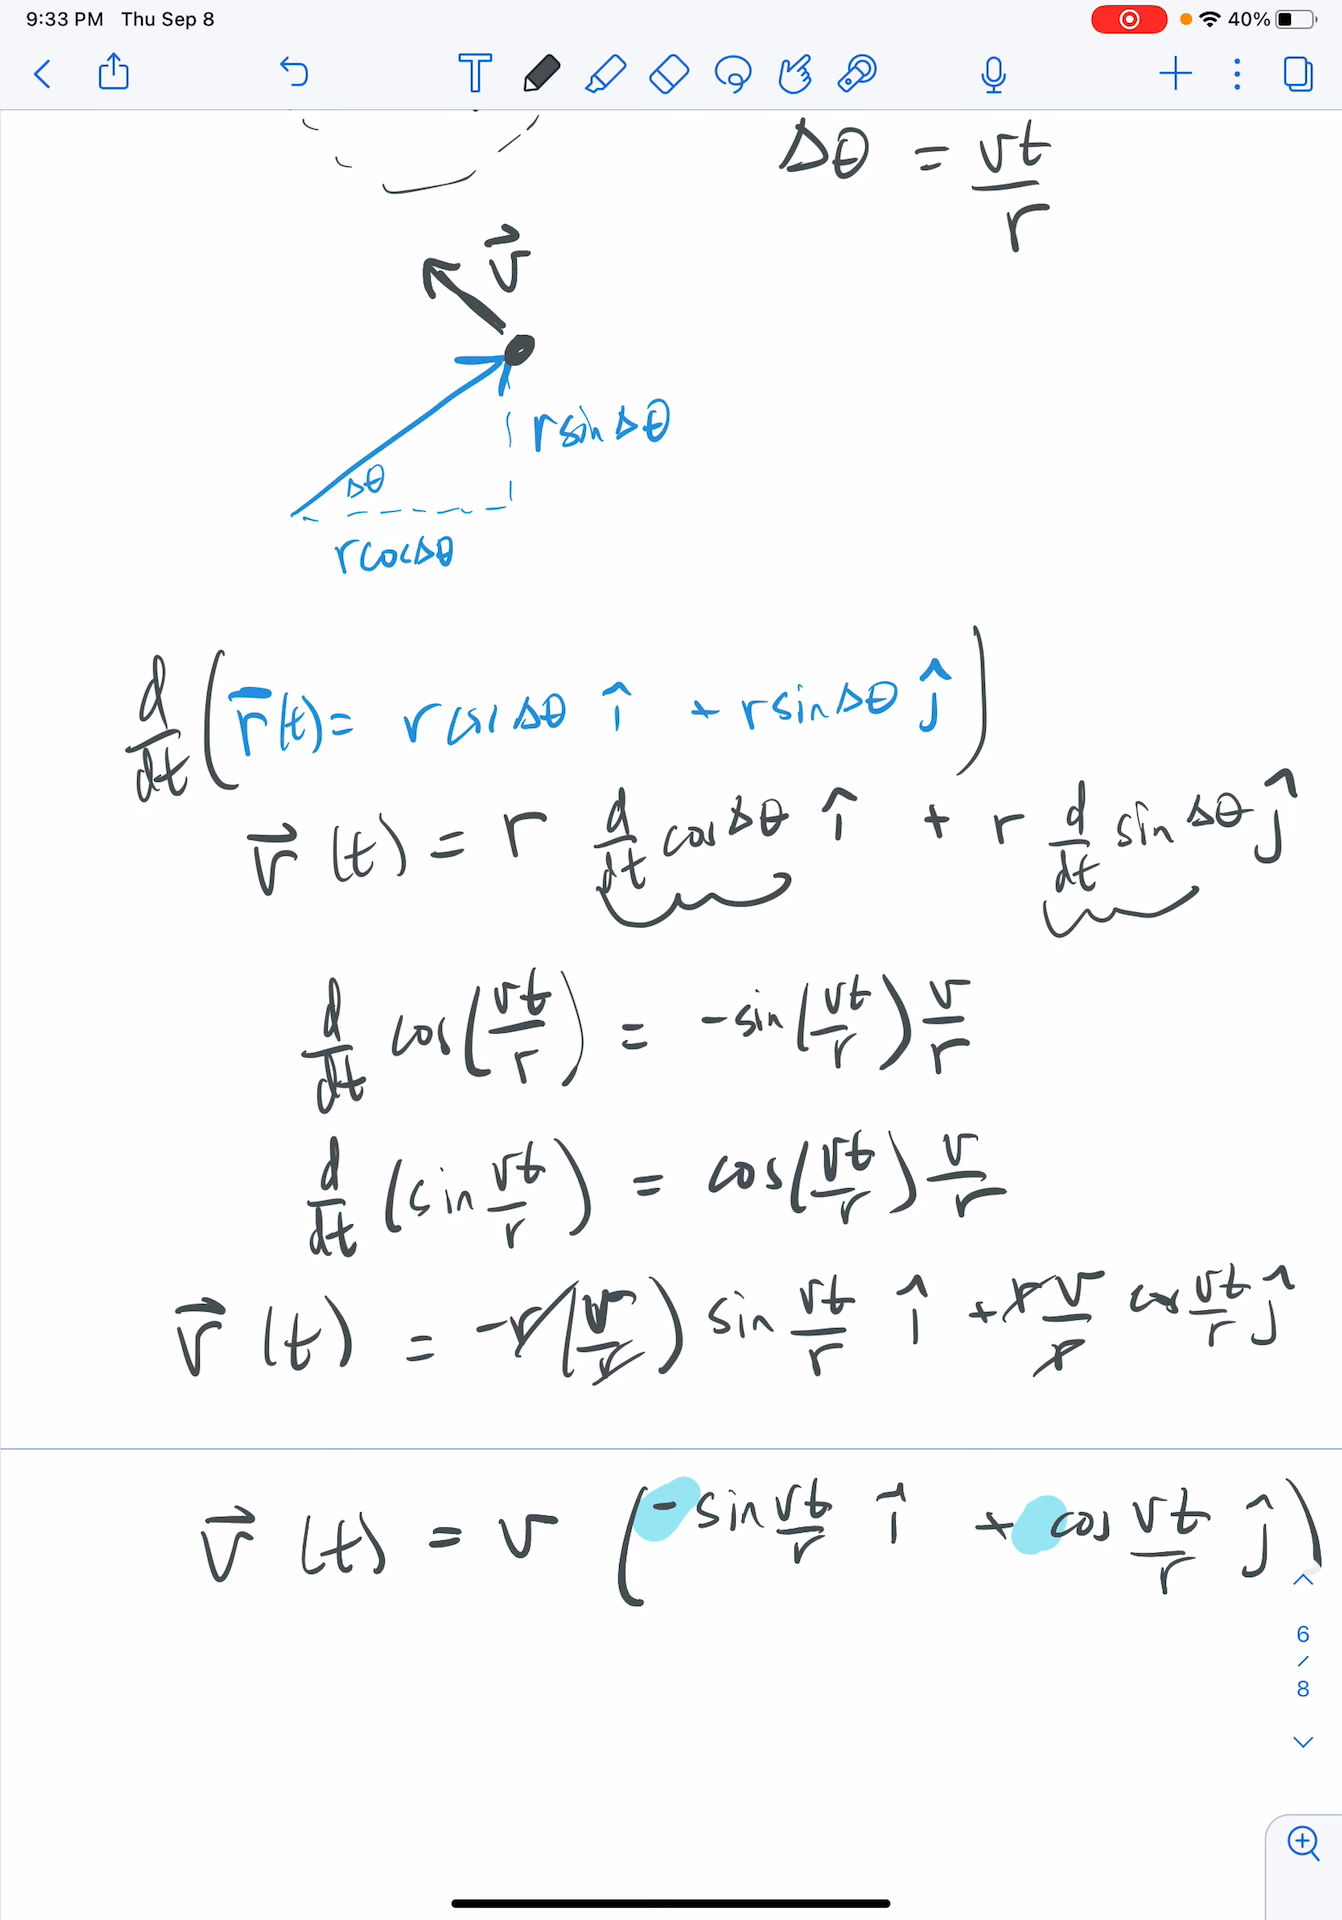 9:33 PM Thu Sep 8 40%
Δθ = vt/r
v⃗
r sin Δθ
Δθ
r cos Δθ
d/dt ( r⃗(t) = r cos Δθ î + r sin Δθ ĵ )
v⃗ (t) = r d/dt cos Δθ î + r d/dt sin Δθ ĵ
d/dt cos(vt/r) = -sin(vt/r) v/r
d/dt (sin vt/r) = cos(vt/r) v/r
v⃗ (t) = -r(v/r) sin vt/r î + r v/r cos vt/r ĵ
v⃗ (t) = v (-sin vt/r î + cos vt/r ĵ)
6
/
8